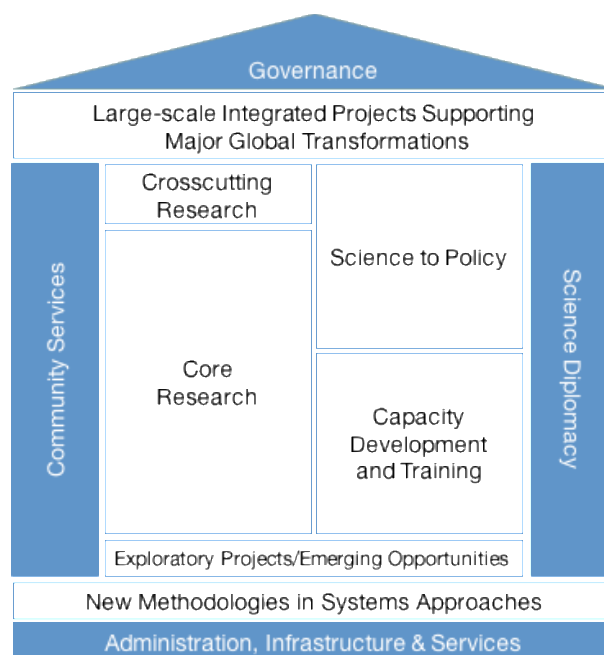 Governance
Large-scale Integrated Projects Supporting
Major Global Transformations
Community Services
Crosscutting
Research
Core
Research
Science to Policy
Capacity
Development
and Training
Science Diplomacy
Exploratory Projects/Emerging Opportunities
New Methodologies in Systems Approaches
Administration, Infrastructure & Services